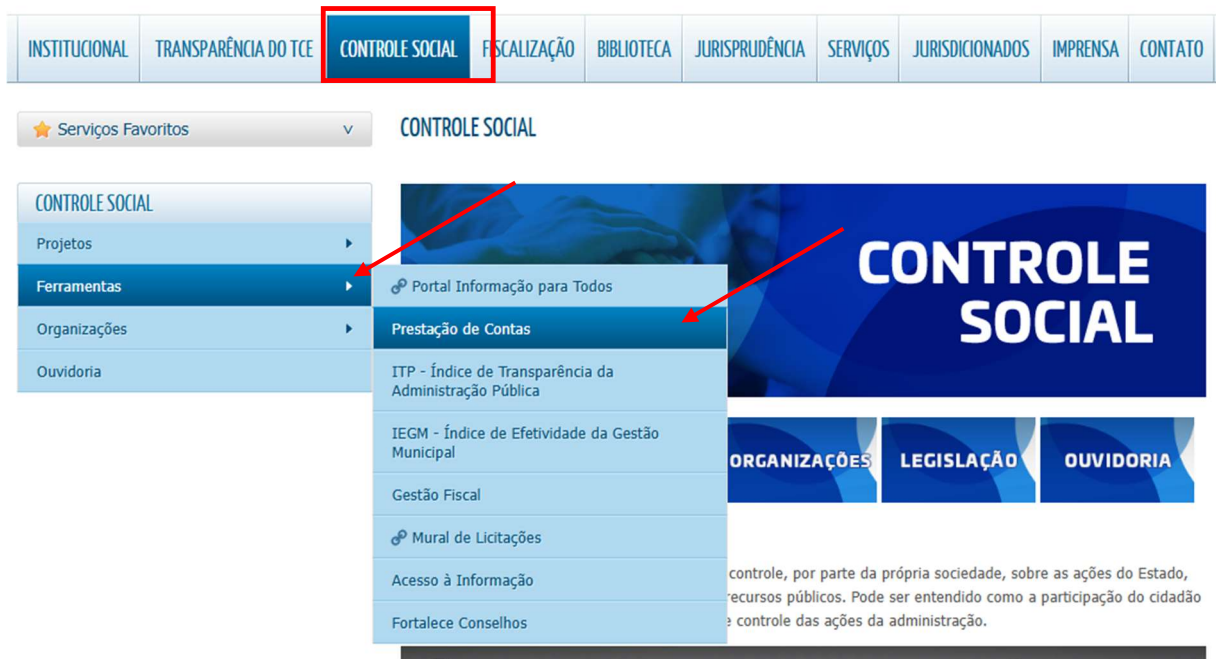 INSTITUCIONAL TRANSPARÊNCIA DO TCE CONTROLE SOCIAL FISCALIZAÇÃO BIBLIOTECA JURISPRUDÊNCIA SERVIÇOS JURISDICIONADOS IMPRENSA CONTATO
Serviços Favoritos v
CONTROLE SOCIAL
CONTROLE SOCIAL
Projetos
Ferramentas
Organizações
Ouvidoria
Portal Informação para Todos
Prestação de Contas
ITP - Índice de Transparência da
Administração Pública
IEGM - Índice de Efetividade da Gestão
Municipal
Gestão Fiscal
Mural de Licitações
Acesso à Informação
Fortalece Conselhos
CONTROLE
SOCIAL
ORGANIZAÇÕES LEGISLAÇÃO OUVIDORIA
controle, por parte da própria sociedade, sobre as ações do Estado,
recursos públicos. Pode ser entendido como a participação do cidadão
controle das ações da administração.